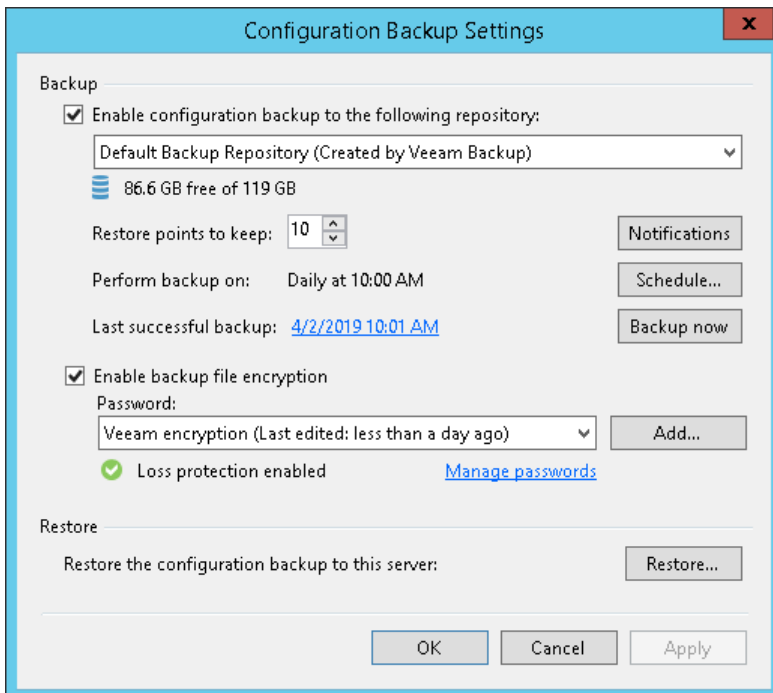 Configuration Backup Settings
x
Backup
Enable configuration backup to the following repository:
Default Backup Repository (Created by Veeam Backup)
86.6 GB free of 119 GB
Restore points to keep: 10 Notifications
Perform backup on: Daily at 10:00 AM Schedule...
Last successful backup: 4/2/2019 10:01 AM Backup now
Enable backup file encryption
Password:
Veeam encryption (Last edited: less than a day ago) Add...
Loss protection enabled Manage passwords
Restore
Restore the configuration backup to this server: Restore...
OK Cancel Apply